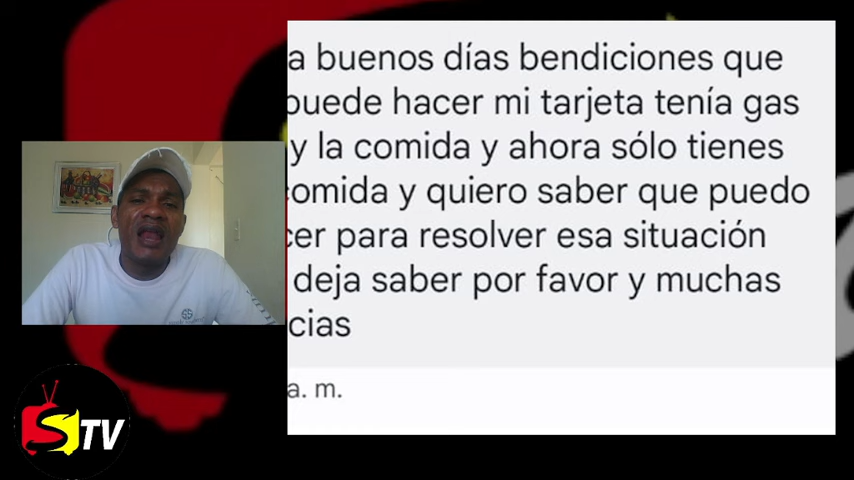 a buenos días bendiciones que
puede hacer mi tarjeta tenía gas
y la comida y ahora sólo tienes
comida y quiero saber que puedo
cer para resolver esa situación
deja saber por favor y muchas
cias
a. m.
STV